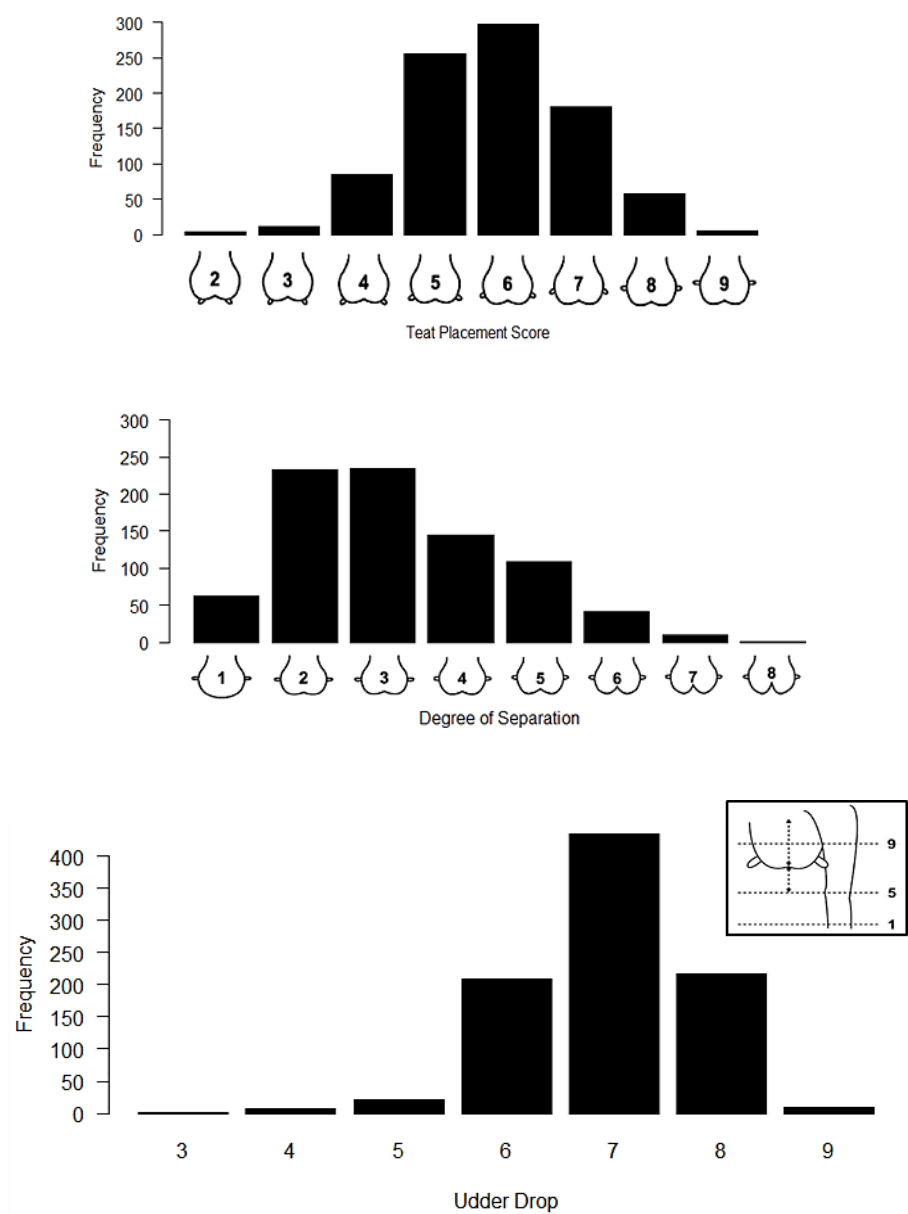 300
250
200
150
100
50
0
Frequency
2 3 4 5 6 7 8 9
Teat Placement Score
300
250
200
150
100
50
0
Frequency
1 2 3 4 5 6 7 8
Degree of Separation
400
350
300
250
200
150
100
50
0
Frequency
9
5
1
3 4 5 6 7 8 9
Udder Drop